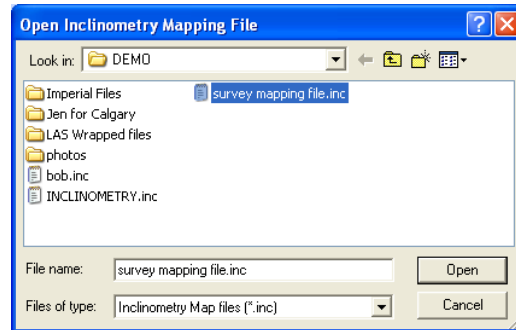 Open Inclinometry Mapping File
Look in: DEMO
Imperial Files
survey mapping file.inc
Jen for Calgary
LAS Wrapped files
photos
bob.inc
INCLINOMETRY.inc
File name: survey mapping file.inc Open
Files of type: Inclinometry Map files (*.inc) Cancel